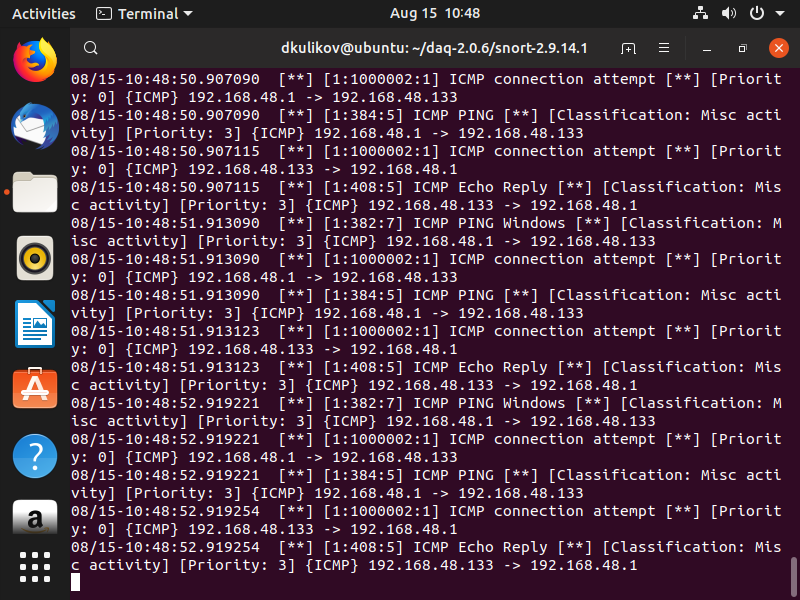 Activities Terminal Aug 15 10:48
dkulikov@ubuntu: ~/daq-2.0.6/snort-2.9.14.1
08/15-10:48:50.907090  [**] [1:1000002:1] ICMP connection attempt [**] [Priorit
y: 0] {ICMP} 192.168.48.1 -> 192.168.48.133
08/15-10:48:50.907090  [**] [1:384:5] ICMP PING [**] [Classification: Misc acti
vity] [Priority: 3] {ICMP} 192.168.48.1 -> 192.168.48.133
08/15-10:48:50.907115  [**] [1:1000002:1] ICMP connection attempt [**] [Priorit
y: 0] {ICMP} 192.168.48.133 -> 192.168.48.1
08/15-10:48:50.907115  [**] [1:408:5] ICMP Echo Reply [**] [Classification: Mis
c activity] [Priority: 3] {ICMP} 192.168.48.133 -> 192.168.48.1
08/15-10:48:51.913090  [**] [1:382:7] ICMP PING Windows [**] [Classification: M
isc activity] [Priority: 3] {ICMP} 192.168.48.1 -> 192.168.48.133
08/15-10:48:51.913090  [**] [1:1000002:1] ICMP connection attempt [**] [Priorit
y: 0] {ICMP} 192.168.48.1 -> 192.168.48.133
08/15-10:48:51.913090  [**] [1:384:5] ICMP PING [**] [Classification: Misc acti
vity] [Priority: 3] {ICMP} 192.168.48.1 -> 192.168.48.133
08/15-10:48:51.913123  [**] [1:1000002:1] ICMP connection attempt [**] [Priorit
y: 0] {ICMP} 192.168.48.133 -> 192.168.48.1
08/15-10:48:51.913123  [**] [1:408:5] ICMP Echo Reply [**] [Classification: Mis
c activity] [Priority: 3] {ICMP} 192.168.48.133 -> 192.168.48.1
08/15-10:48:52.919221  [**] [1:382:7] ICMP PING Windows [**] [Classification: M
isc activity] [Priority: 3] {ICMP} 192.168.48.1 -> 192.168.48.133
08/15-10:48:52.919221  [**] [1:1000002:1] ICMP connection attempt [**] [Priorit
y: 0] {ICMP} 192.168.48.1 -> 192.168.48.133
08/15-10:48:52.919221  [**] [1:384:5] ICMP PING [**] [Classification: Misc acti
vity] [Priority: 3] {ICMP} 192.168.48.1 -> 192.168.48.133
08/15-10:48:52.919254  [**] [1:1000002:1] ICMP connection attempt [**] [Priorit
y: 0] {ICMP} 192.168.48.133 -> 192.168.48.1
08/15-10:48:52.919254  [**] [1:408:5] ICMP Echo Reply [**] [Classification: Mis
c activity] [Priority: 3] {ICMP} 192.168.48.133 -> 192.168.48.1
?
a